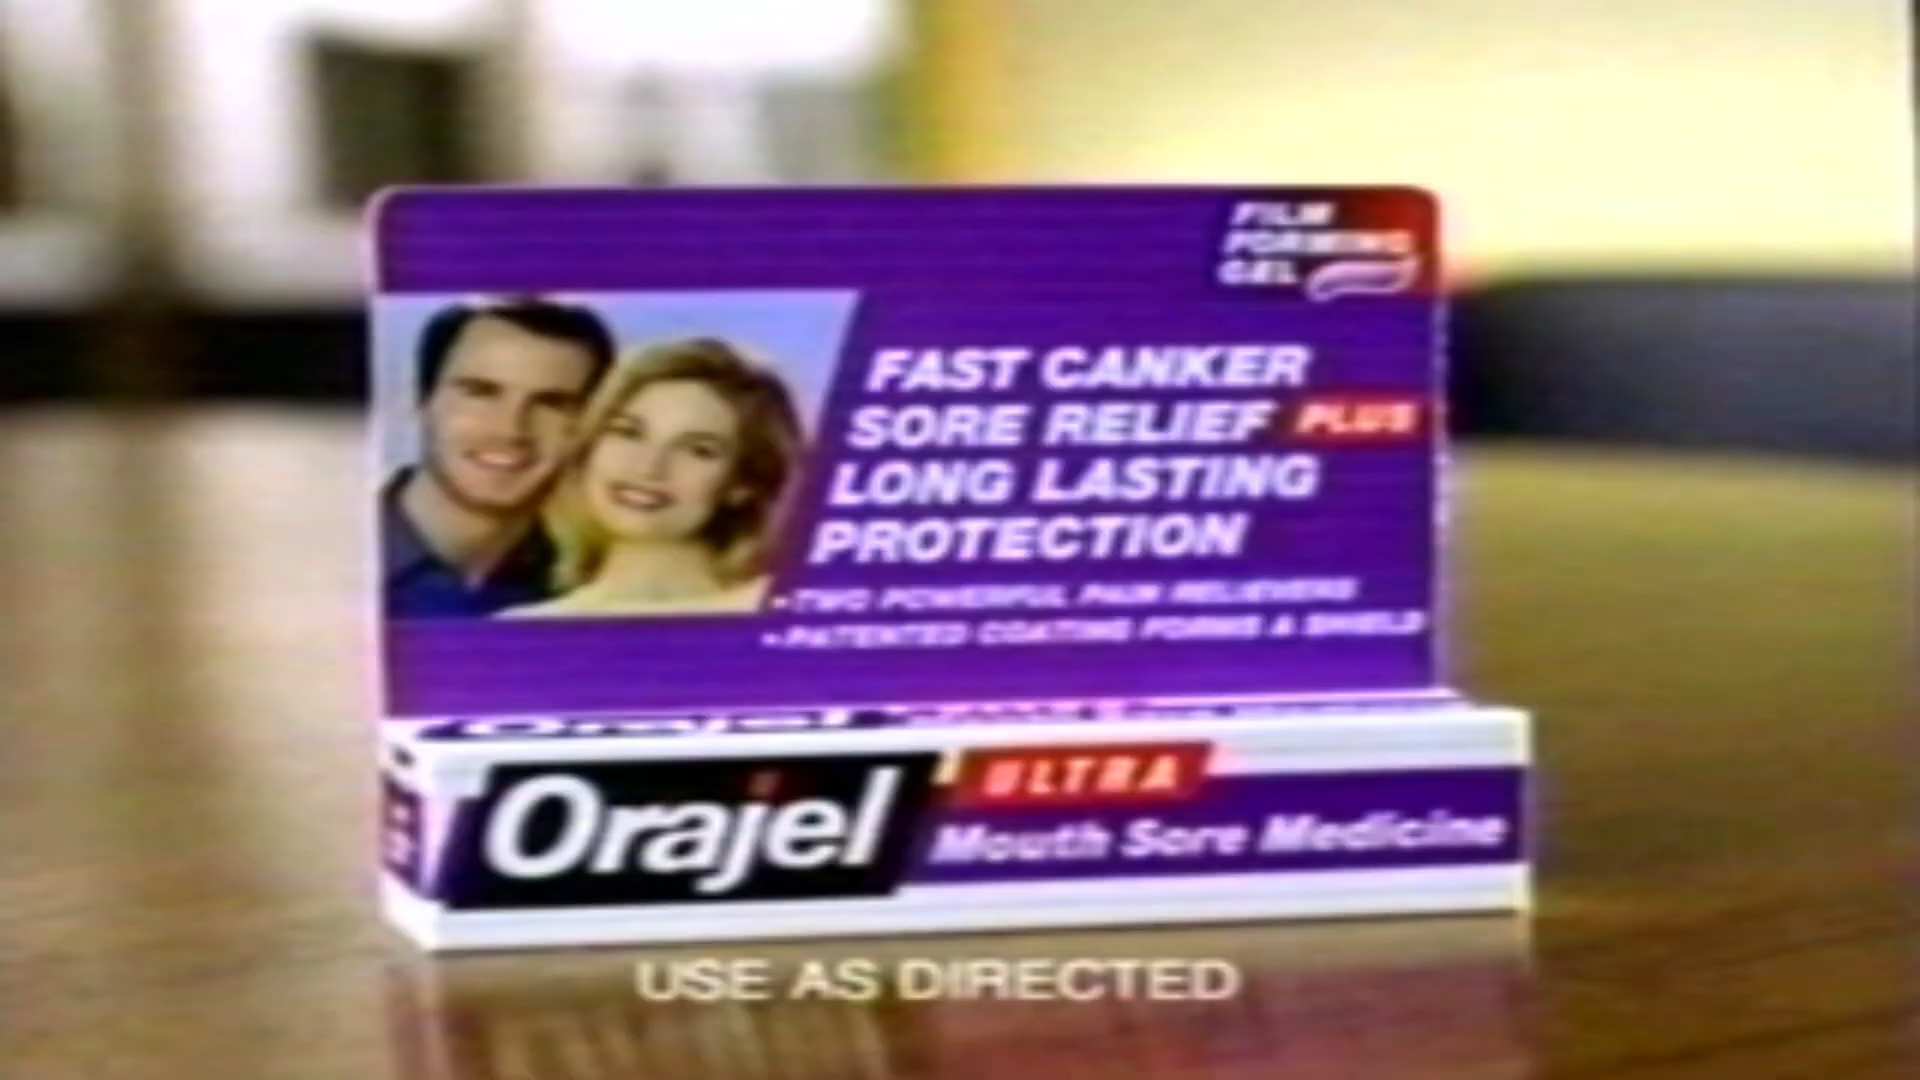 FILM
FORMING
GEL
FAST CANKER
SORE RELIEF PLUS
LONG LASTING
PROTECTION
•TWO POWERFUL PAIN RELIEVERS
•PATENTED COATING FORMS A SHIELD
Orajel
Orajel ULTRA
Mouth Sore Medicine
USE AS DIRECTED